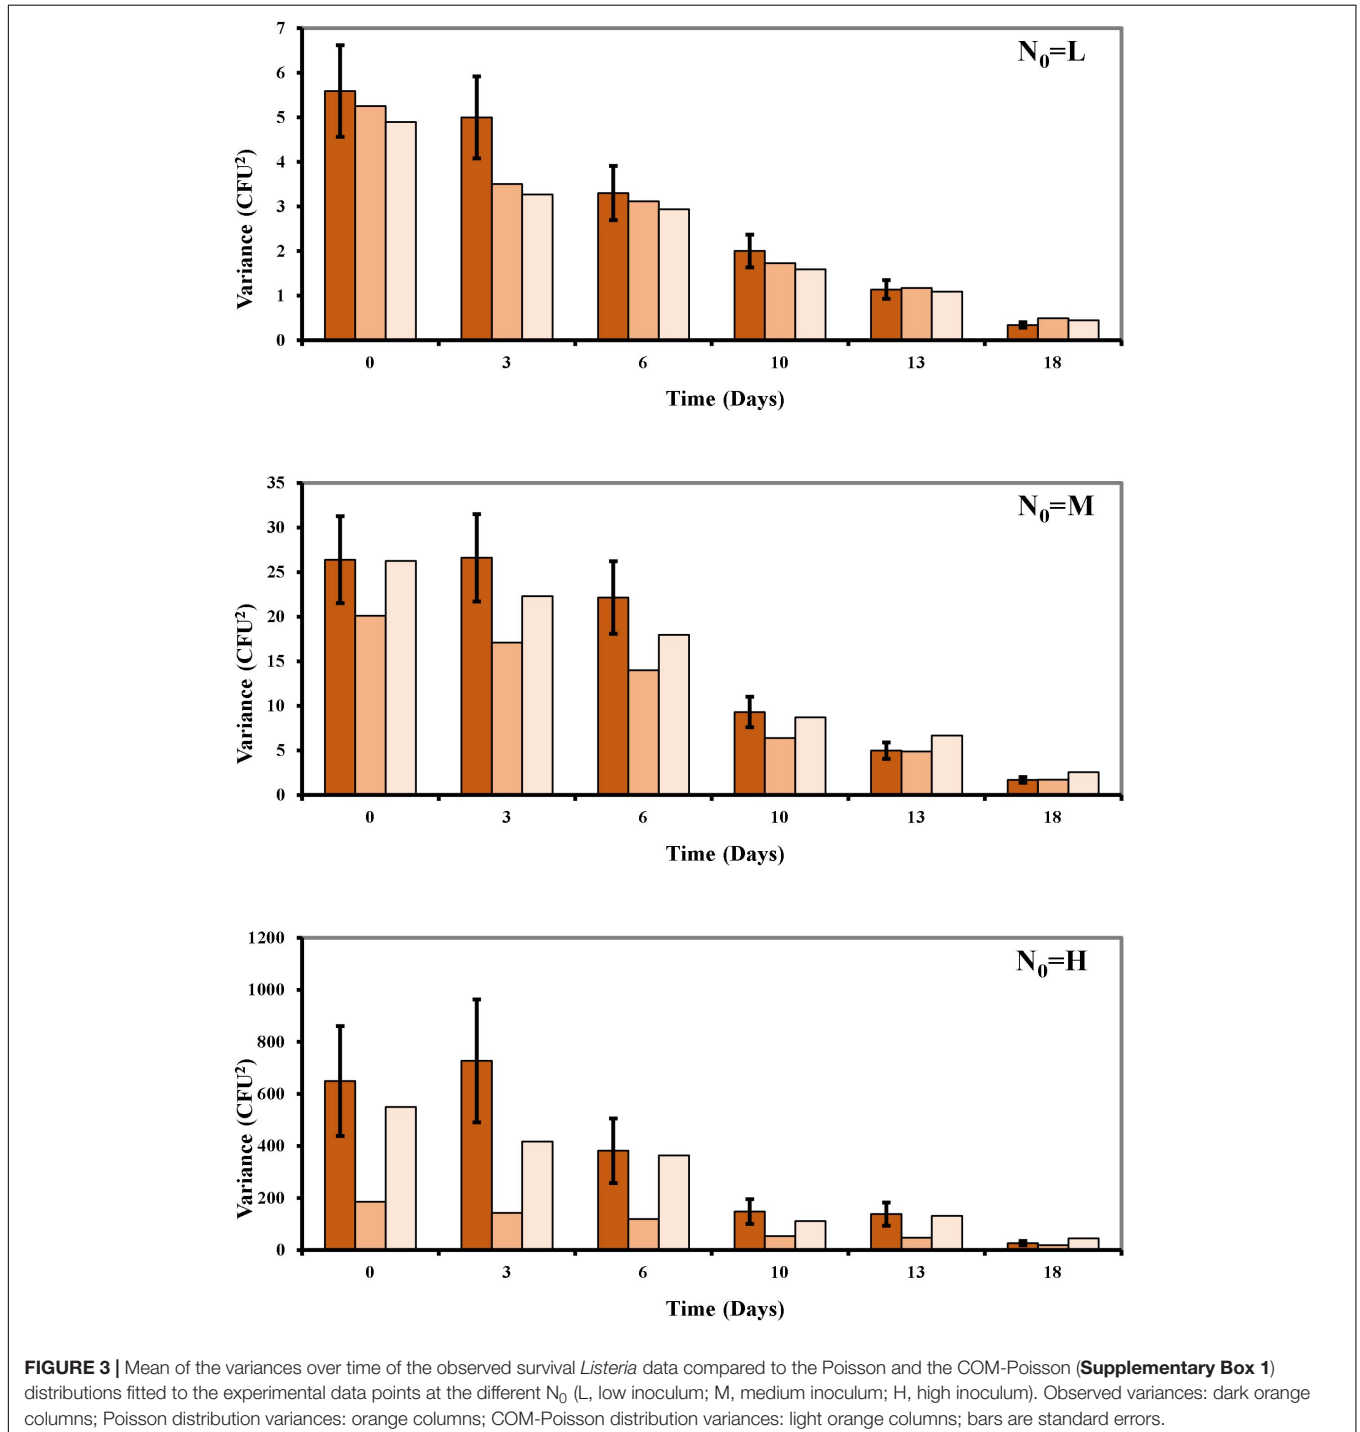 7
6
5
4
3
2
1
0
Variance (CFU²)
N₀=L
0 3 6 10 13 18
Time (Days)
35
30
25
20
15
10
5
0
Variance (CFU²)
N₀=M
0 3 6 10 13 18
Time (Days)
1200
1000
800
600
400
200
0
Variance (CFU²)
N₀=H
0 3 6 10 13 18
Time (Days)
FIGURE 3 | Mean of the variances over time of the observed survival Listeria data compared to the Poisson and the COM-Poisson (Supplementary Box 1)
distributions fitted to the experimental data points at the different N₀ (L, low inoculum; M, medium inoculum; H, high inoculum). Observed variances: dark orange
columns; Poisson distribution variances: orange columns; COM-Poisson distribution variances: light orange columns; bars are standard errors.